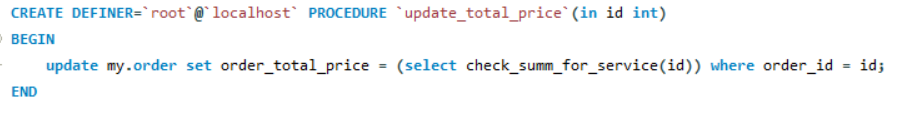 CREATE DEFINER=`root`@`localhost` PROCEDURE `update_total_price`(in id int)
BEGIN
update my.order set order_total_price = (select check_summ_for_service(id)) where order_id = id;
END